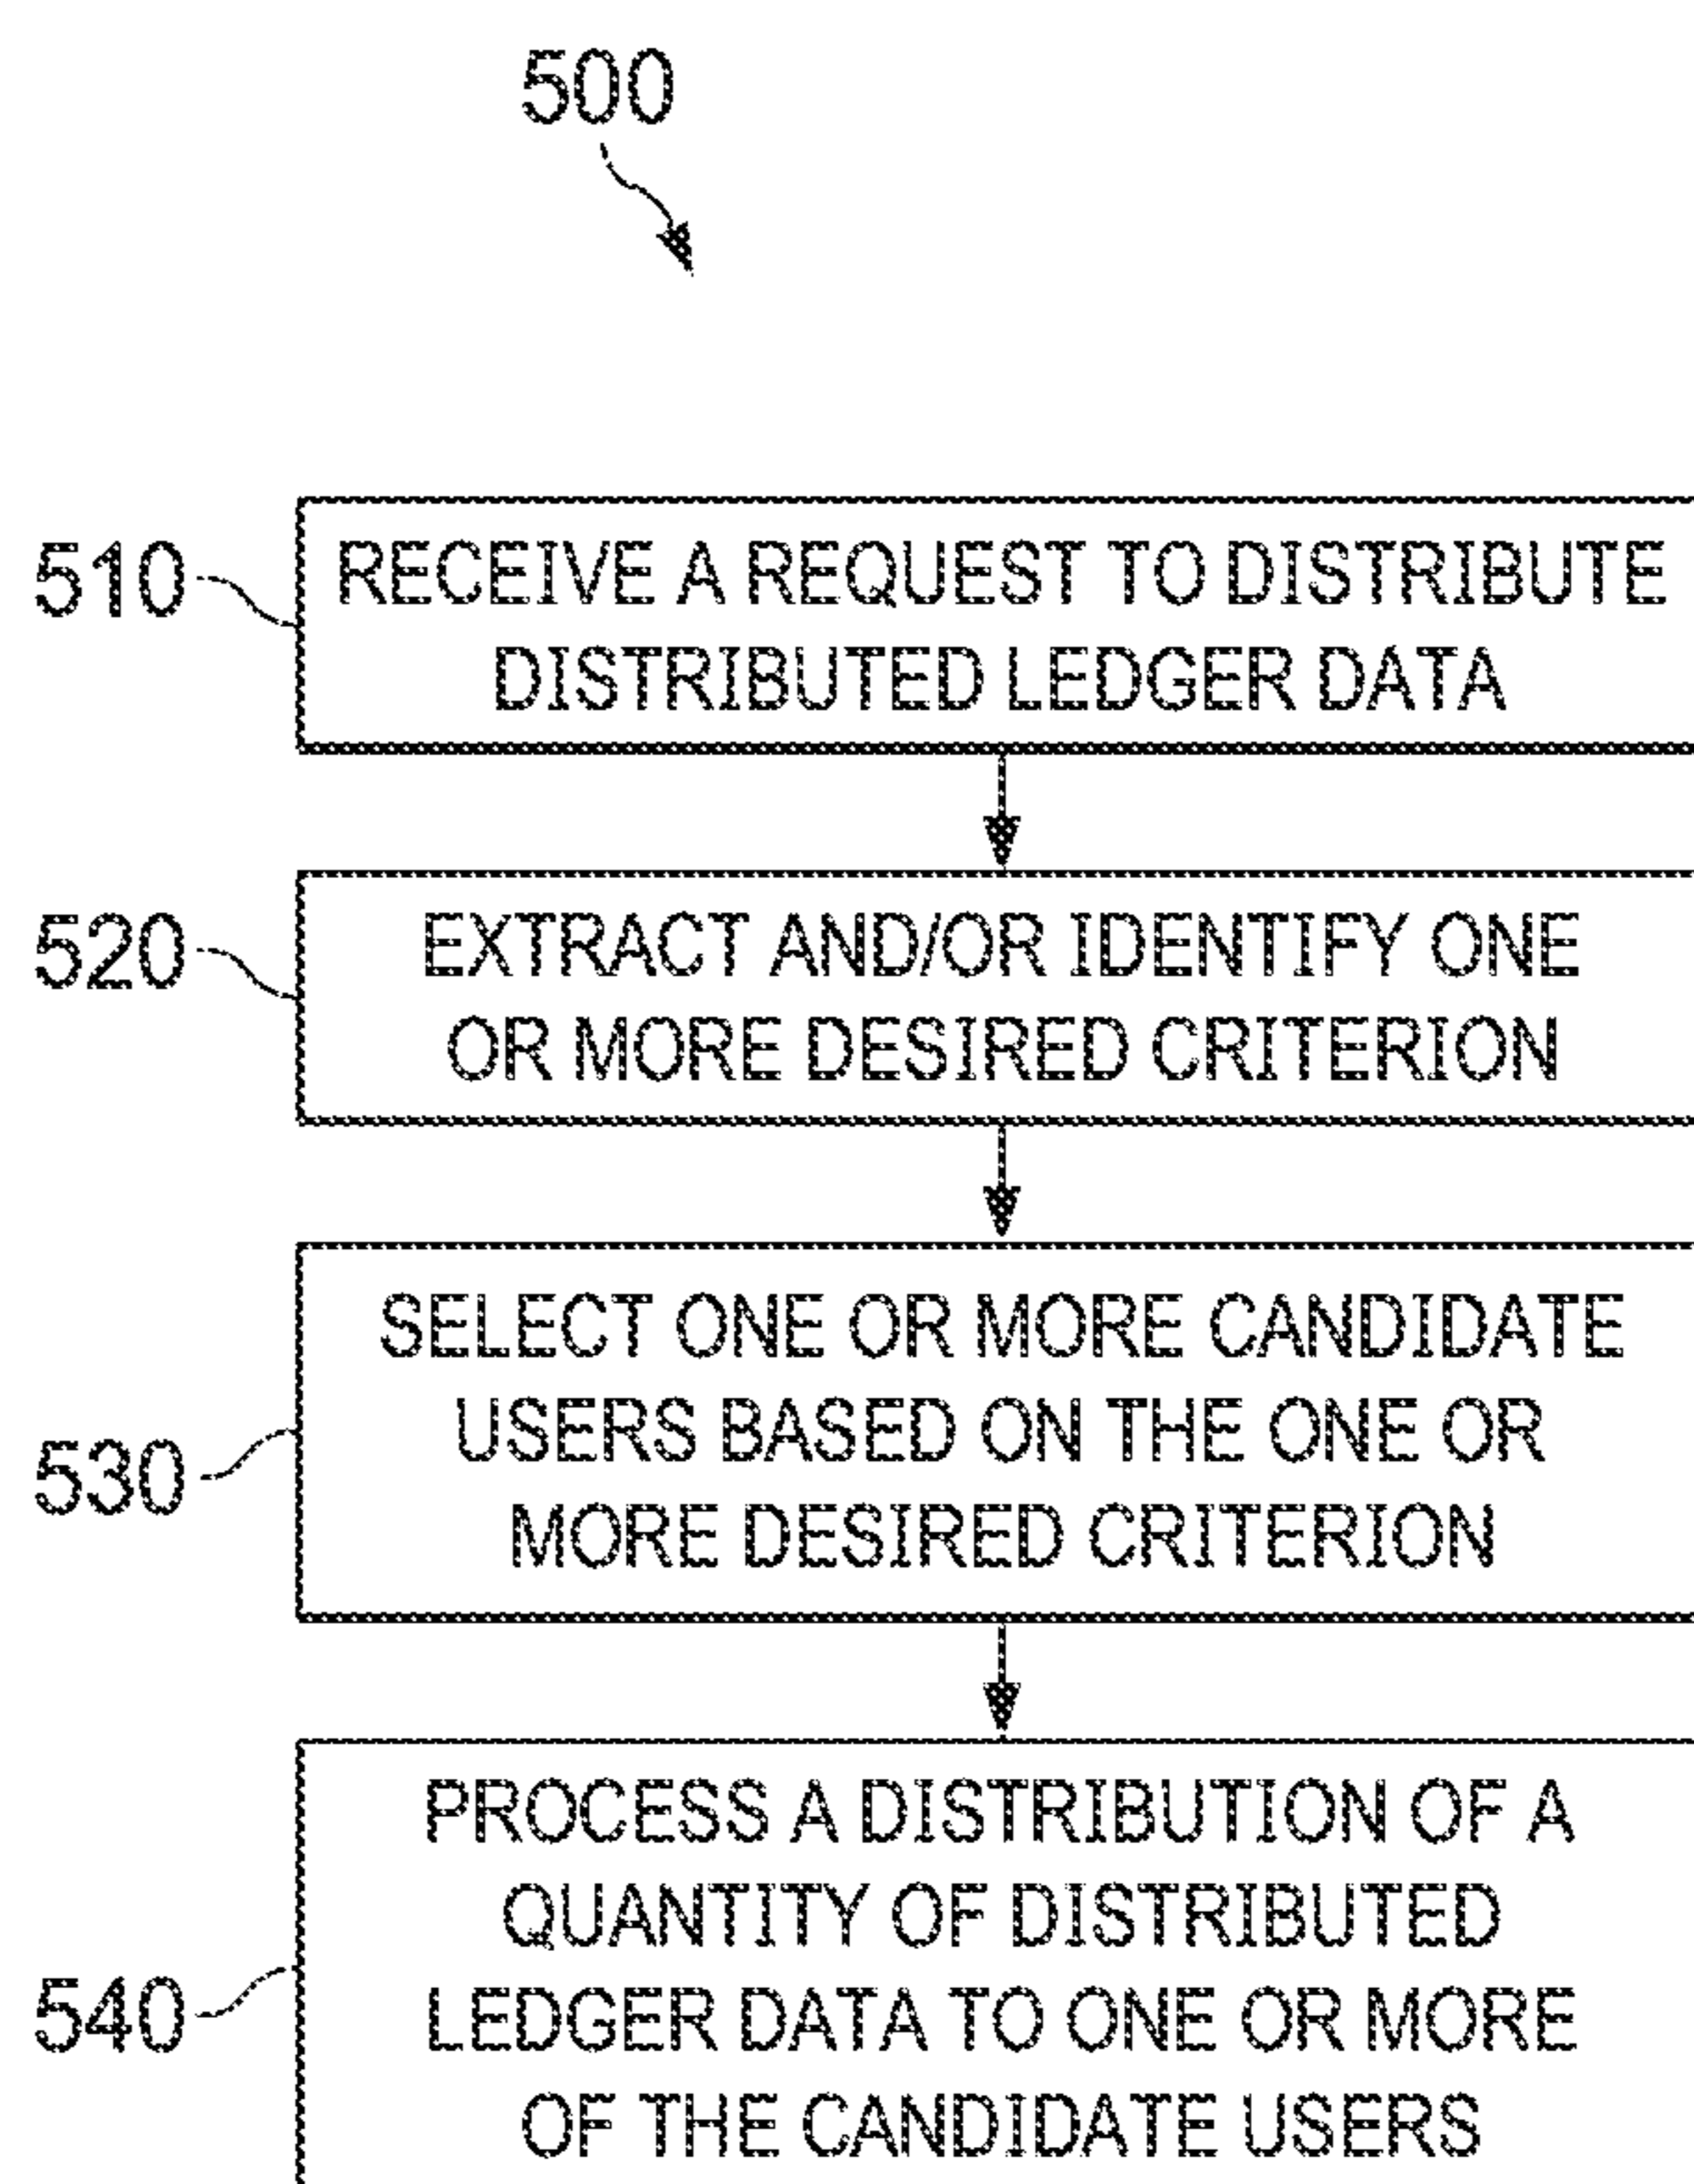 500
510
RECEIVE A REQUEST TO DISTRIBUTE
DISTRIBUTED LEDGER DATA
520
EXTRACT AND/OR IDENTIFY ONE
OR MORE DESIRED CRITERION
530
SELECT ONE OR MORE CANDIDATE
USERS BASED ON THE ONE OR
MORE DESIRED CRITERION
540
PROCESS A DISTRIBUTION OF A
QUANTITY OF DISTRIBUTED
LEDGER DATA TO ONE OR MORE
OF THE CANDIDATE USERS